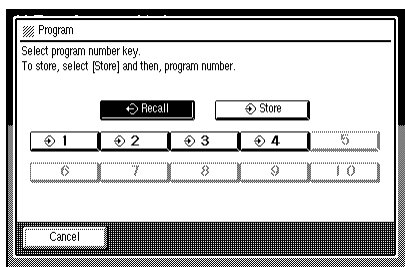 Program
Select program number key.
To store, select [Store] and then, program number.
Recall Store
1 2 3 4 5
6 7 8 9 10
Cancel